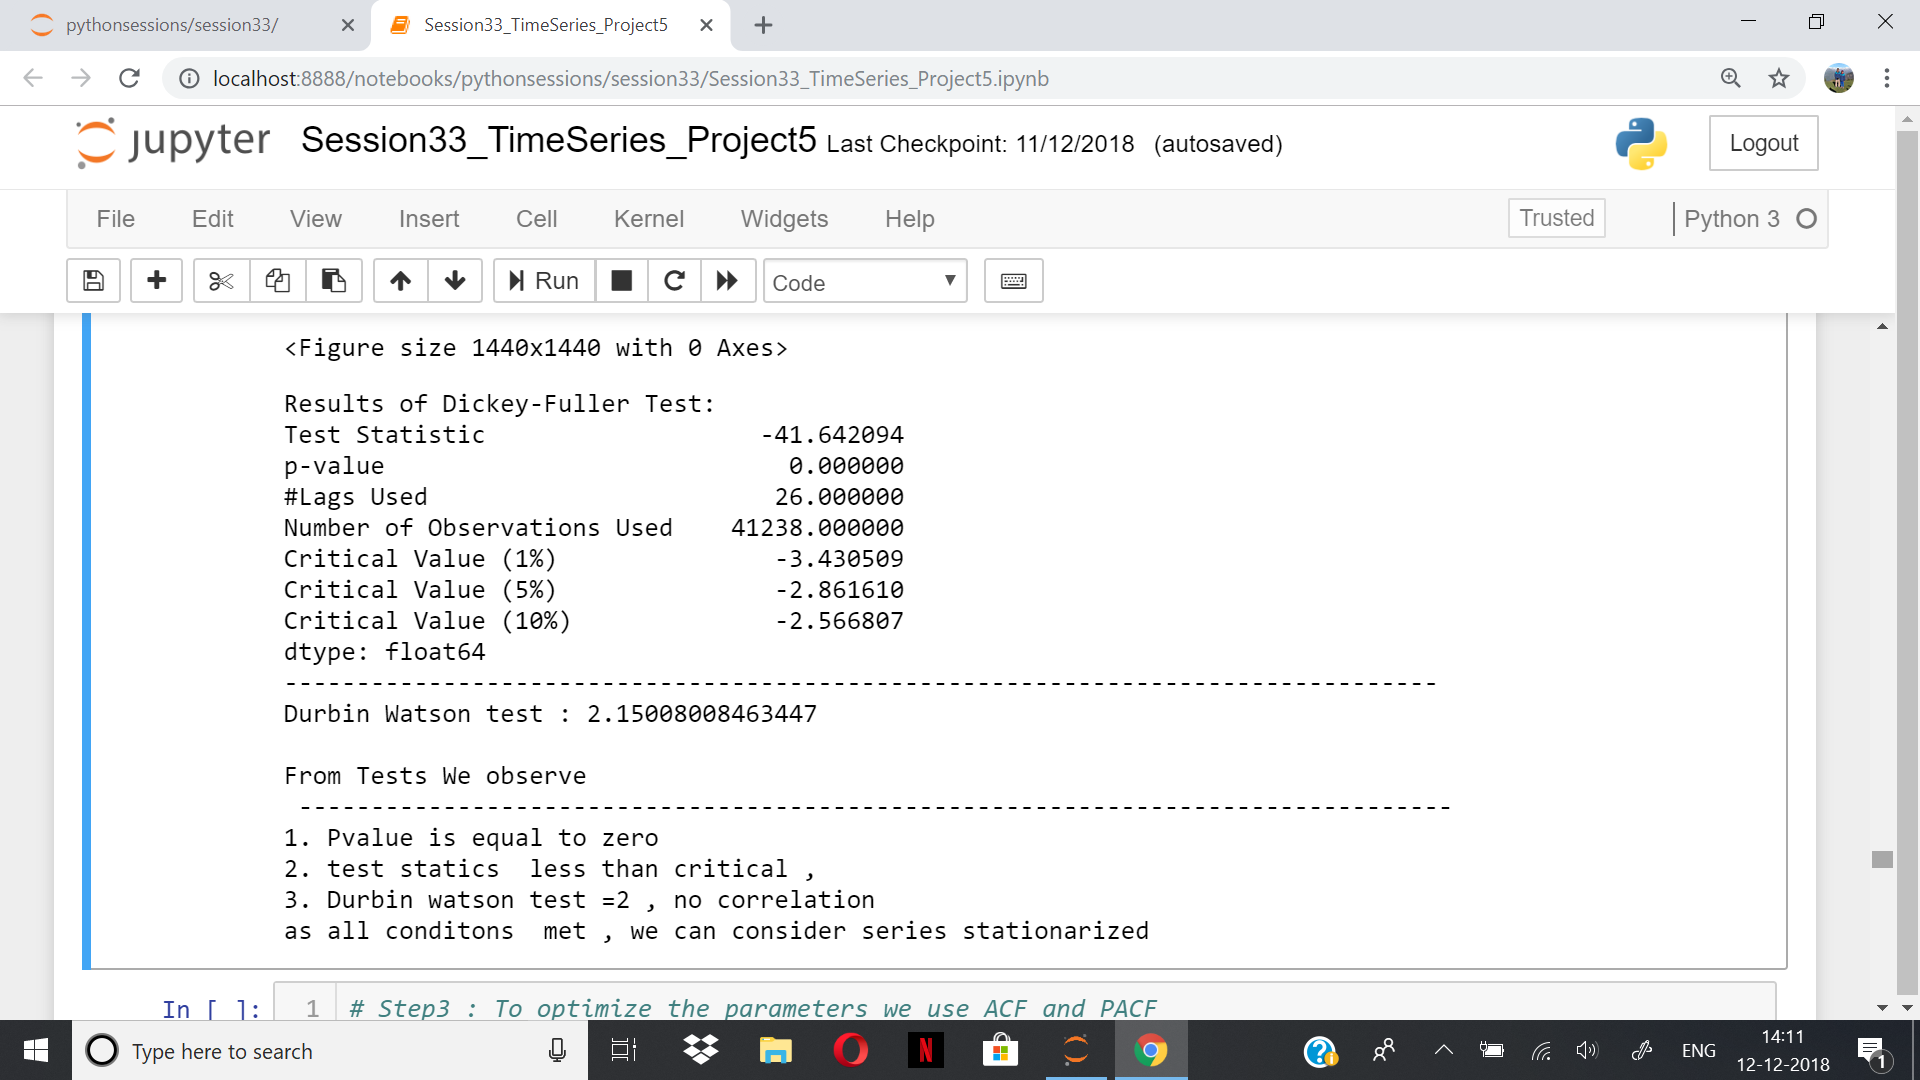 pythonsessions/session33/
Session33_TimeSeries_Project5
localhost:8888/notebooks/pythonsessions/session33/Session33_TimeSeries_Project5.ipynb
jupyter Session33_TimeSeries_Project5 Last Checkpoint: 11/12/2018 (autosaved)
Logout
File Edit View Insert Cell Kernel Widgets Help
Trusted
Python 3
Run
Code
<Figure size 1440x1440 with 0 Axes>
Results of Dickey-Fuller Test:
Test Statistic -41.642094
p-value 0.000000
#Lags Used 26.000000
Number of Observations Used 41238.000000
Critical Value (1%) -3.430509
Critical Value (5%) -2.861610
Critical Value (10%) -2.566807
dtype: float64
--------------------------------------------------------------------------------
Durbin Watson test : 2.15008008463447
From Tests We observe
--------------------------------------------------------------------------------
1. Pvalue is equal to zero
2. test statics  less than critical ,
3. Durbin watson test =2 , no correlation
as all conditons  met , we can consider series stationarized
In [ ]: 1 # Step3 : To optimize the parameters we use ACF and PACF
Type here to search
N
ENG
14:11
12-12-2018
1